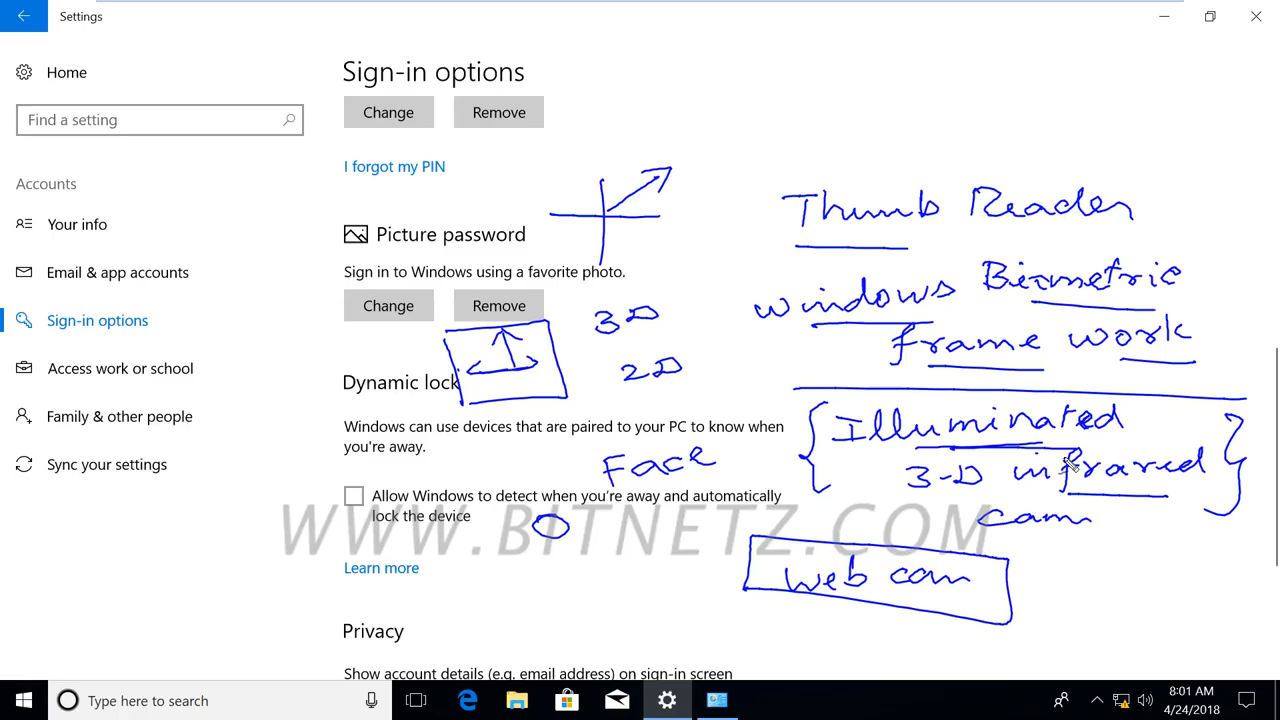 Settings
Home
Find a setting
Accounts
Your info
Email & app accounts
Sign-in options
Access work or school
Family & other people
Sync your settings
Sign-in options
Change Remove
I forgot my PIN
Picture password
Sign in to Windows using a favorite photo.
Change Remove
Dynamic lock
Windows can use devices that are paired to your PC to know when
you're away.
Allow Windows to detect when you're away and automatically
lock the device
Learn more
Privacy
Show account details (e.g. email address) on sign-in screen
Thumb Reader
Windows Biometric
frame work
3D
2D
Illuminated
3-D infrared
cam
Face
web cam
WWW.BITNETZ.COM
Type here to search
8:01 AM
4/24/2018